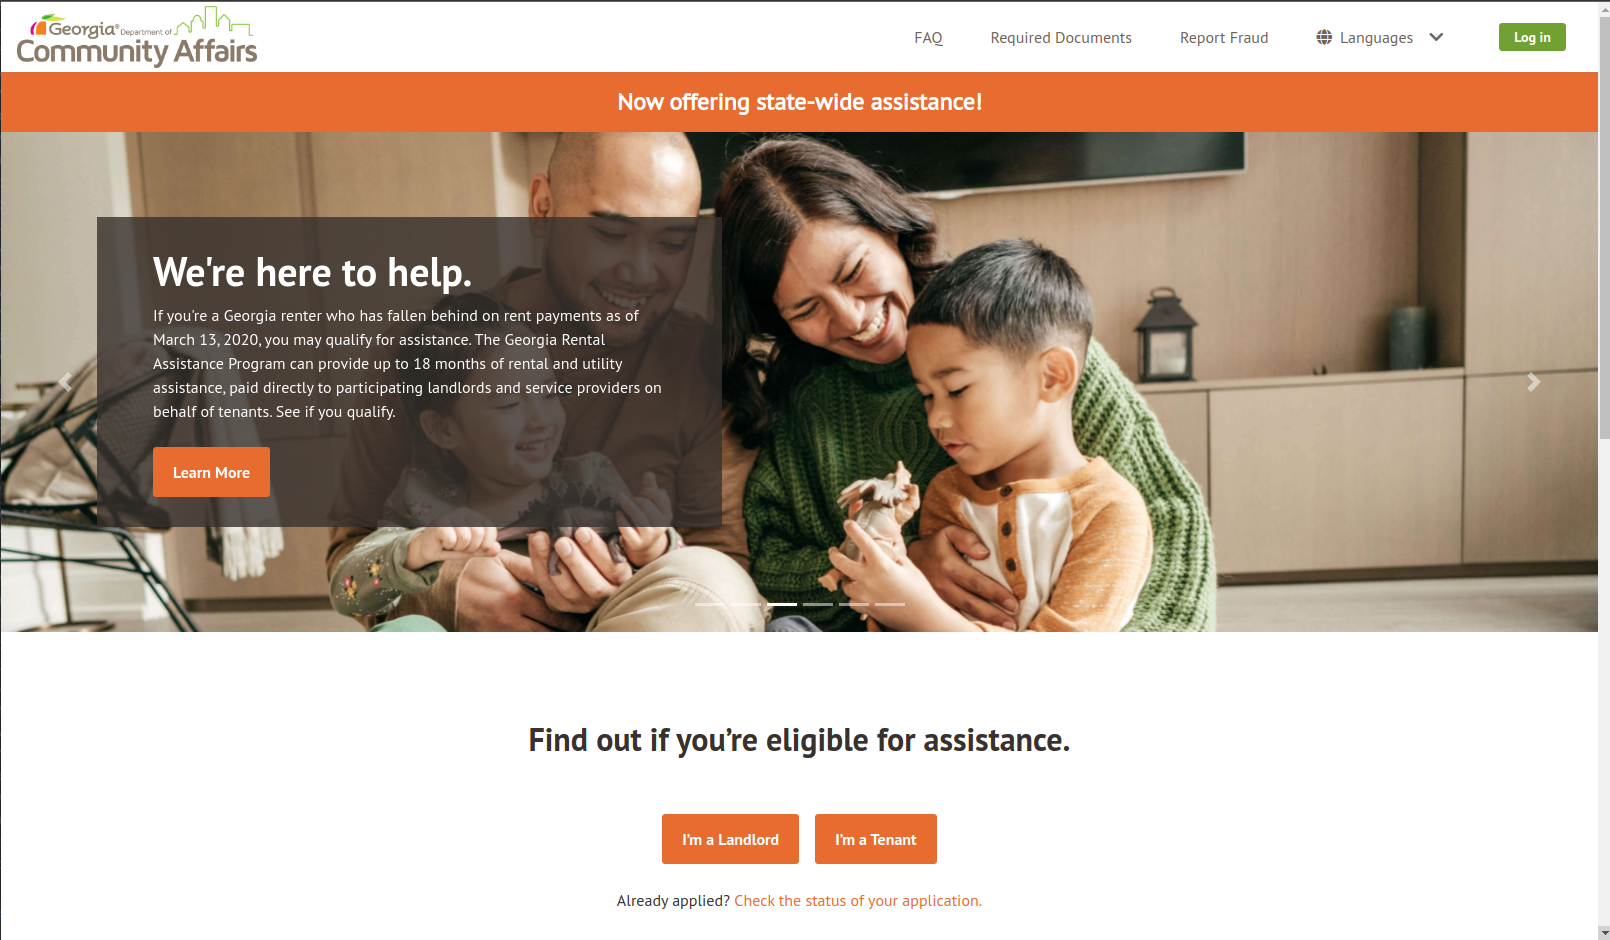 Georgia® Department of
Community Affairs
FAQ
Required Documents
Report Fraud
Languages
Log in
Now offering state-wide assistance!
We're here to help.
If you're a Georgia renter who has fallen behind on rent payments as of
March 13, 2020, you may qualify for assistance. The Georgia Rental
Assistance Program can provide up to 18 months of rental and utility
assistance, paid directly to participating landlords and service providers on
behalf of tenants. See if you qualify.
Learn More
Find out if you’re eligible for assistance.
I’m a Landlord
I’m a Tenant
Already applied? Check the status of your application.